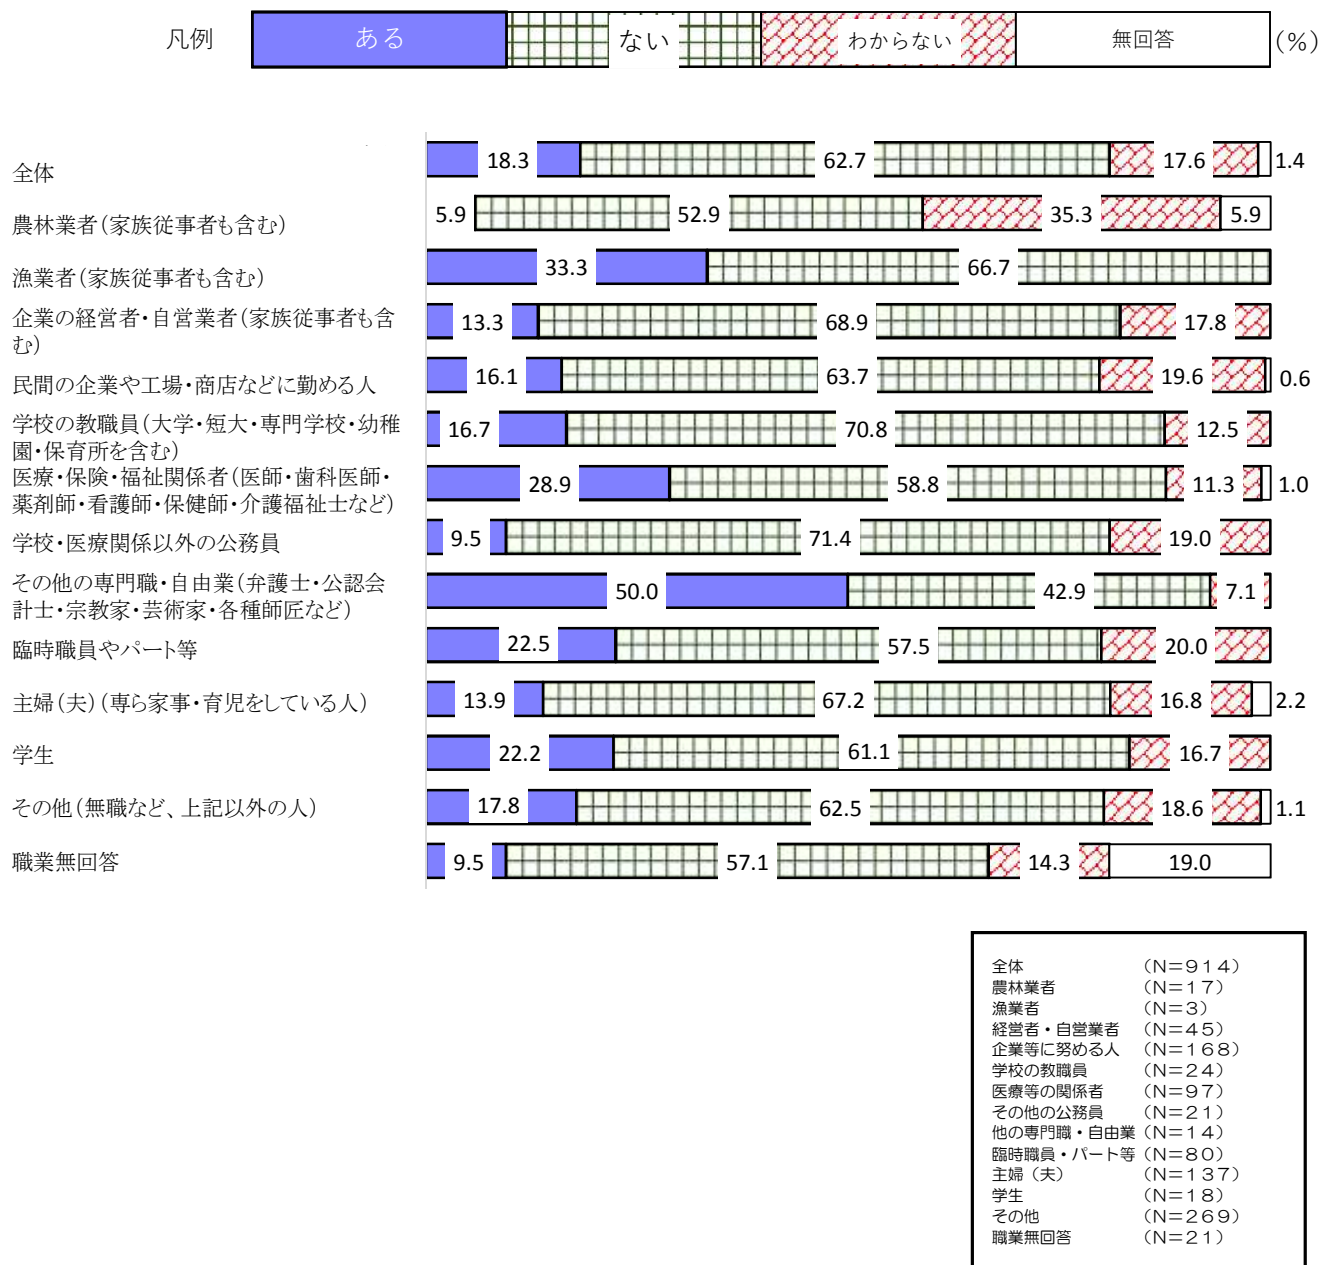 凡例 ある ない わからない 無回答 (%)
全体 18.3 62.7 17.6 1.4
農林業者(家族従事者も含む) 5.9 52.9 35.3 5.9
漁業者(家族従事者も含む) 33.3 66.7
企業の経営者・自営業者(家族従事者も含
む) 13.3 68.9 17.8
民間の企業や工場・商店などに勤める人 16.1 63.7 19.6 0.6
学校の教職員(大学・短大・専門学校・幼稚
園・保育所を含む) 16.7 70.8 12.5
医療・保険・福祉関係者(医師・歯科医師・
薬剤師・看護師・保健師・介護福祉士など) 28.9 58.8 11.3 1.0
学校・医療関係以外の公務員 9.5 71.4 19.0
その他の専門職・自由業(弁護士・公認会
計士・宗教家・芸術家・各種師匠など) 50.0 42.9 7.1
臨時職員やパート等 22.5 57.5 20.0
主婦(夫)(専ら家事・育児をしている人) 13.9 67.2 16.8 2.2
学生 22.2 61.1 16.7
その他(無職など、上記以外の人) 17.8 62.5 18.6 1.1
職業無回答 9.5 57.1 14.3 19.0
全体 (N=914)
農林業者 (N=17)
漁業者 (N=3)
経営者・自営業者 (N=45)
企業等に努める人 (N=168)
学校の教職員 (N=24)
医療等の関係者 (N=97)
その他の公務員 (N=21)
他の専門職・自由業 (N=14)
臨時職員・パート等 (N=80)
主婦(夫) (N=137)
学生 (N=18)
その他 (N=269)
職業無回答 (N=21)